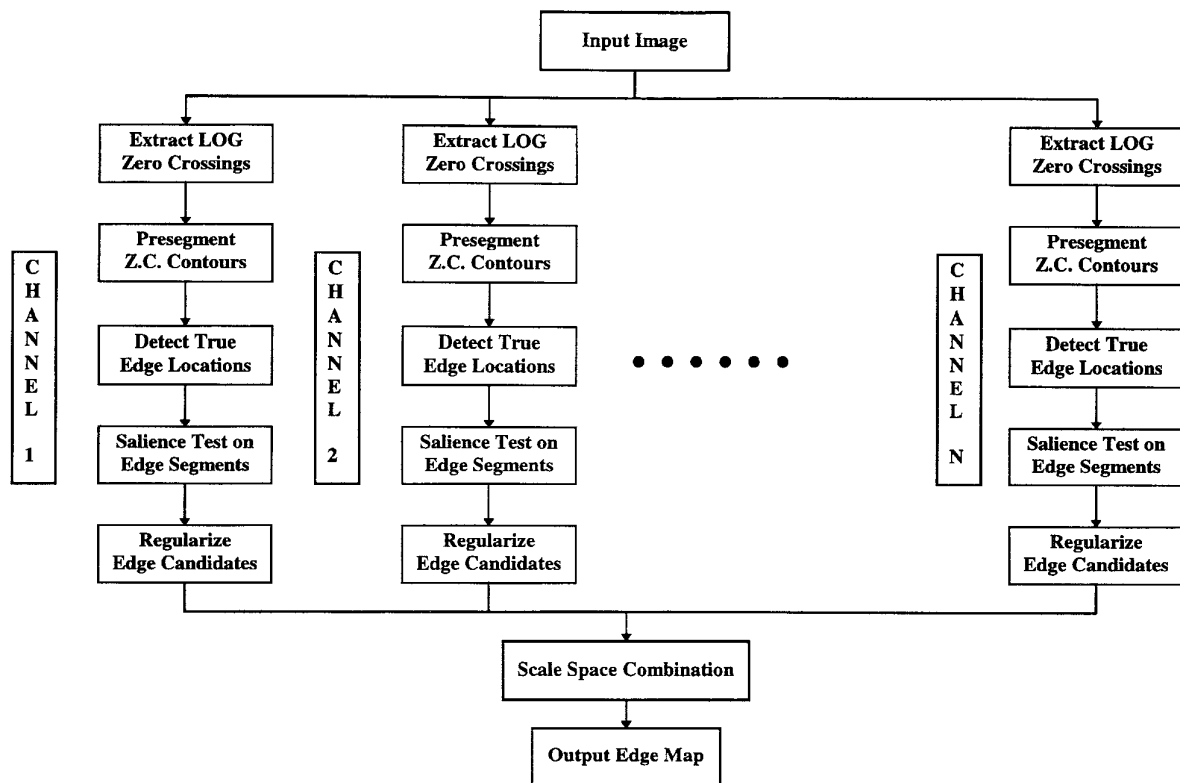 Input Image
Extract LOG
Zero Crossings
Extract LOG
Zero Crossings
Extract LOG
Zero Crossings
Presegment
Z.C. Contours
Presegment
Z.C. Contours
Presegment
Z.C. Contours
CHANNEL 1
CHANNEL 2
CHANNEL N
Detect True
Edge Locations
Detect True
Edge Locations
Detect True
Edge Locations
Salience Test on
Edge Segments
Salience Test on
Edge Segments
Salience Test on
Edge Segments
Regularize
Edge Candidates
Regularize
Edge Candidates
Regularize
Edge Candidates
Scale Space Combination
Output Edge Map